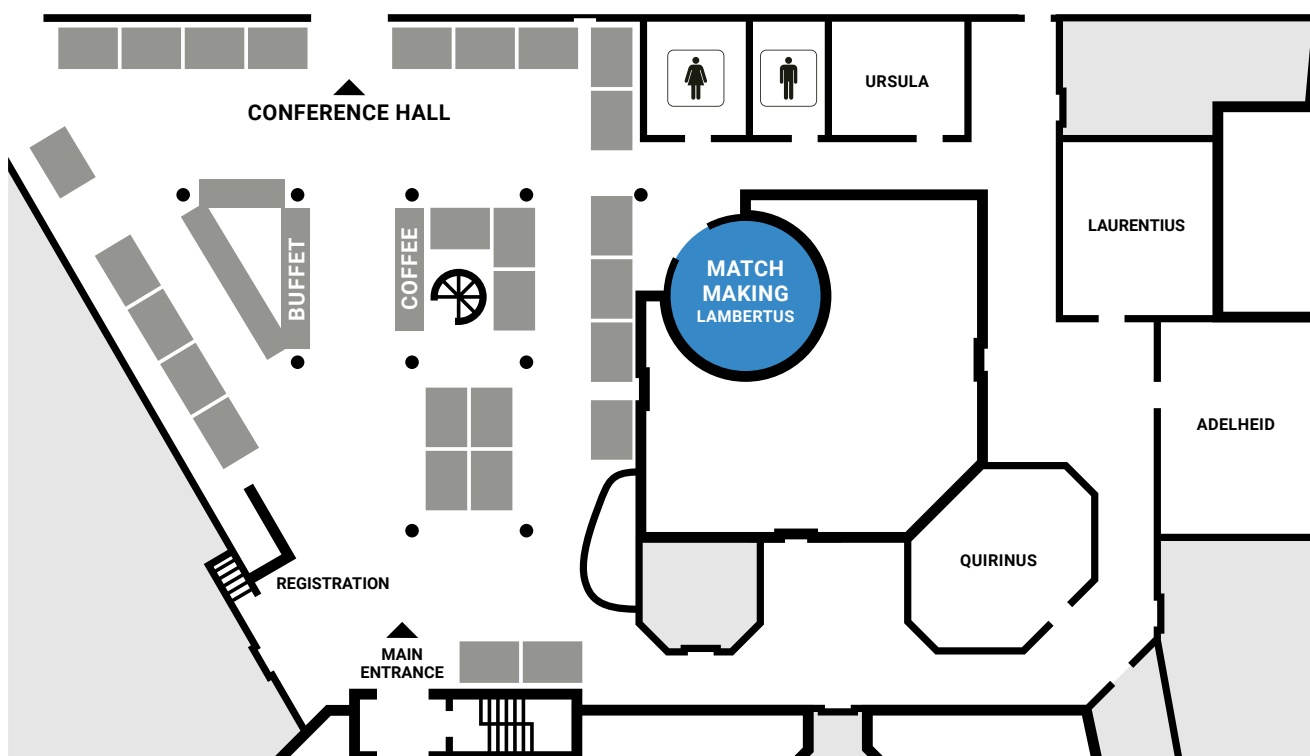 URSULA
CONFERENCE HALL
LAURENTIUS
BUFFET
COFFEE
MATCH
MAKING
LAMBERTUS
ADELHEID
QUIRINUS
REGISTRATION
MAIN
ENTRANCE